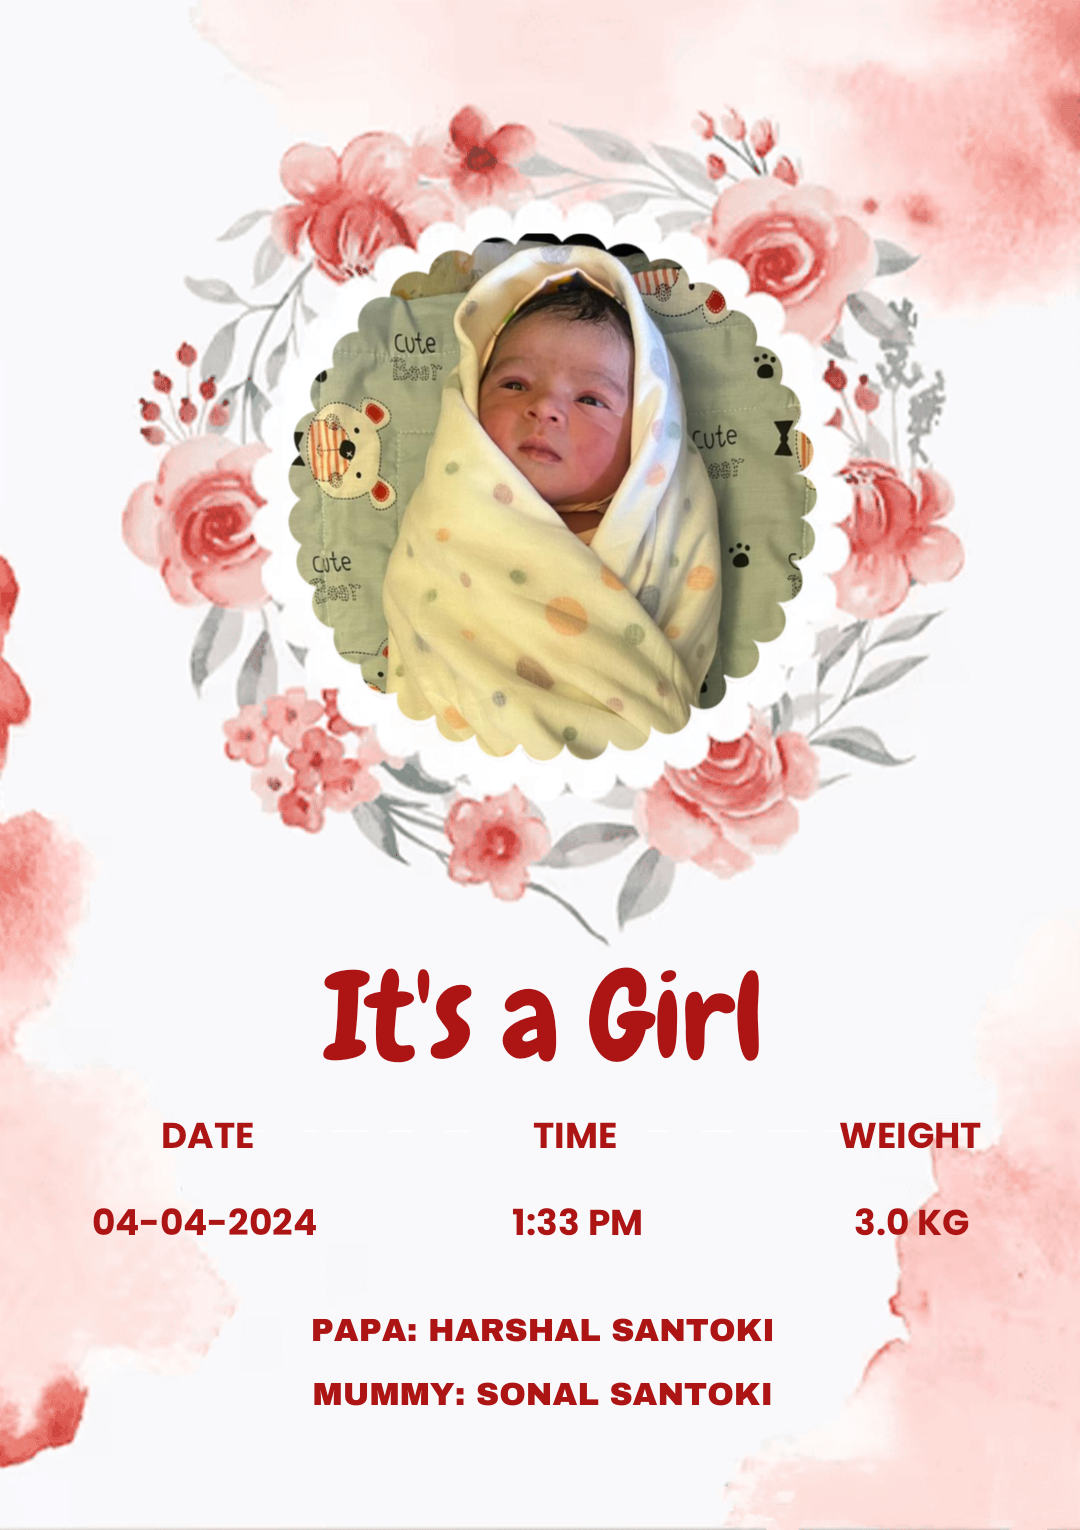 Cute
Bear
Cute
Bear
Cute
Bear
It's a Girl
DATE TIME WEIGHT
04-04-2024 1:33 PM 3.0 KG
PAPA: HARSHAL SANTOKI
MUMMY: SONAL SANTOKI